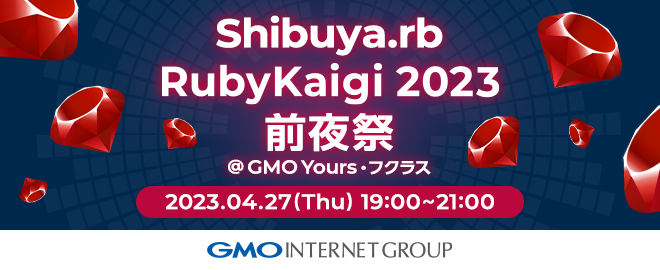 Shibuya.rb
RubyKaigi 2023
前夜祭
@ GMO Yours・フクラス
2023.04.27(Thu) 19:00~21:00
GMO INTERNET GROUP